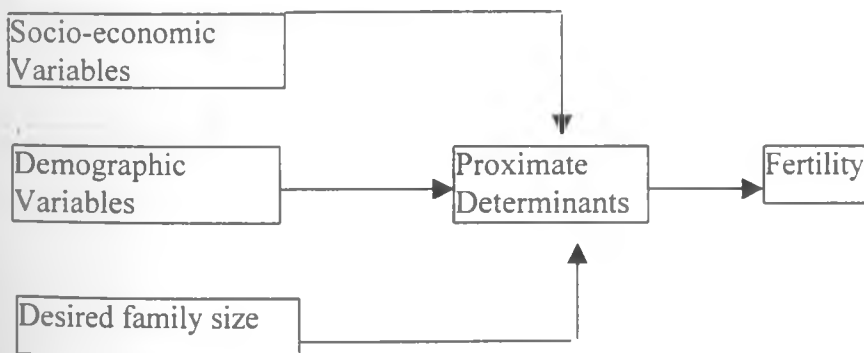 Socio-economic
Variables
Demographic
Variables
Proximate
Determinants
Fertility
Desired family size